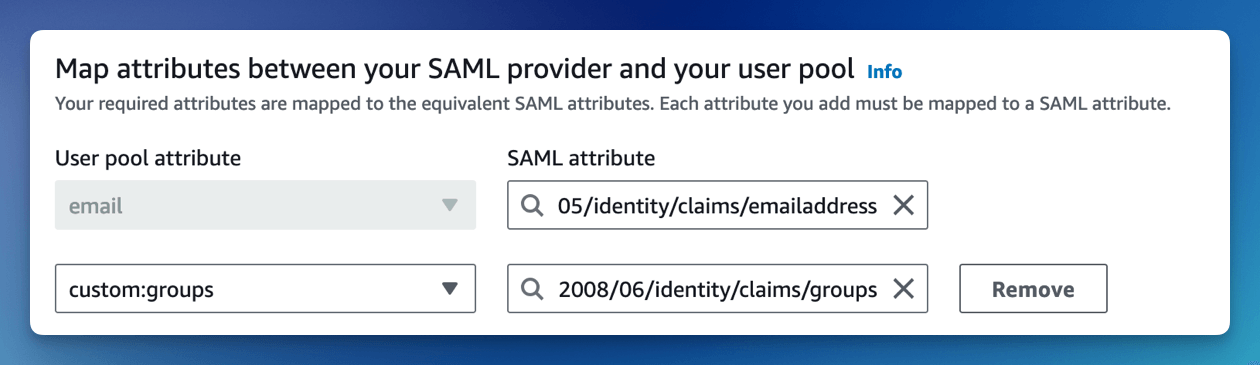 Map attributes between your SAML provider and your user pool Info
Your required attributes are mapped to the equivalent SAML attributes. Each attribute you add must be mapped to a SAML attribute.
User pool attribute SAML attribute
email 05/identity/claims/emailaddress
custom:groups 2008/06/identity/claims/groups Remove